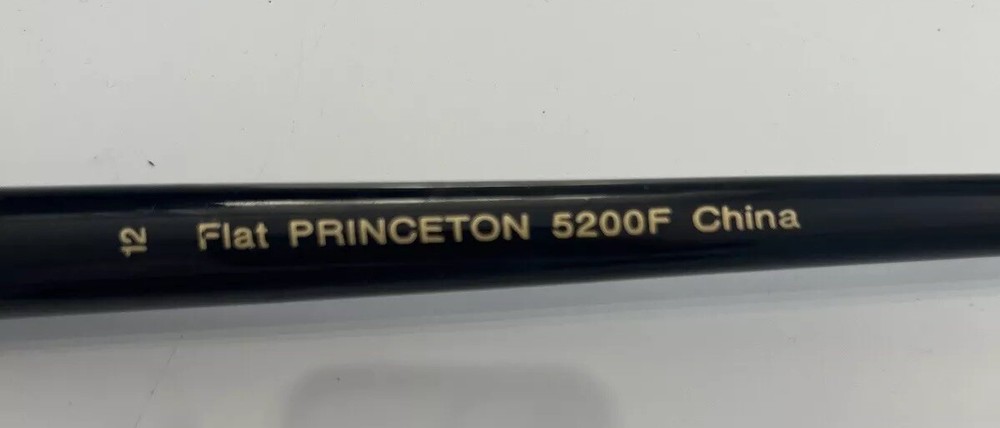 12 Flat PRINCETON 5200F China